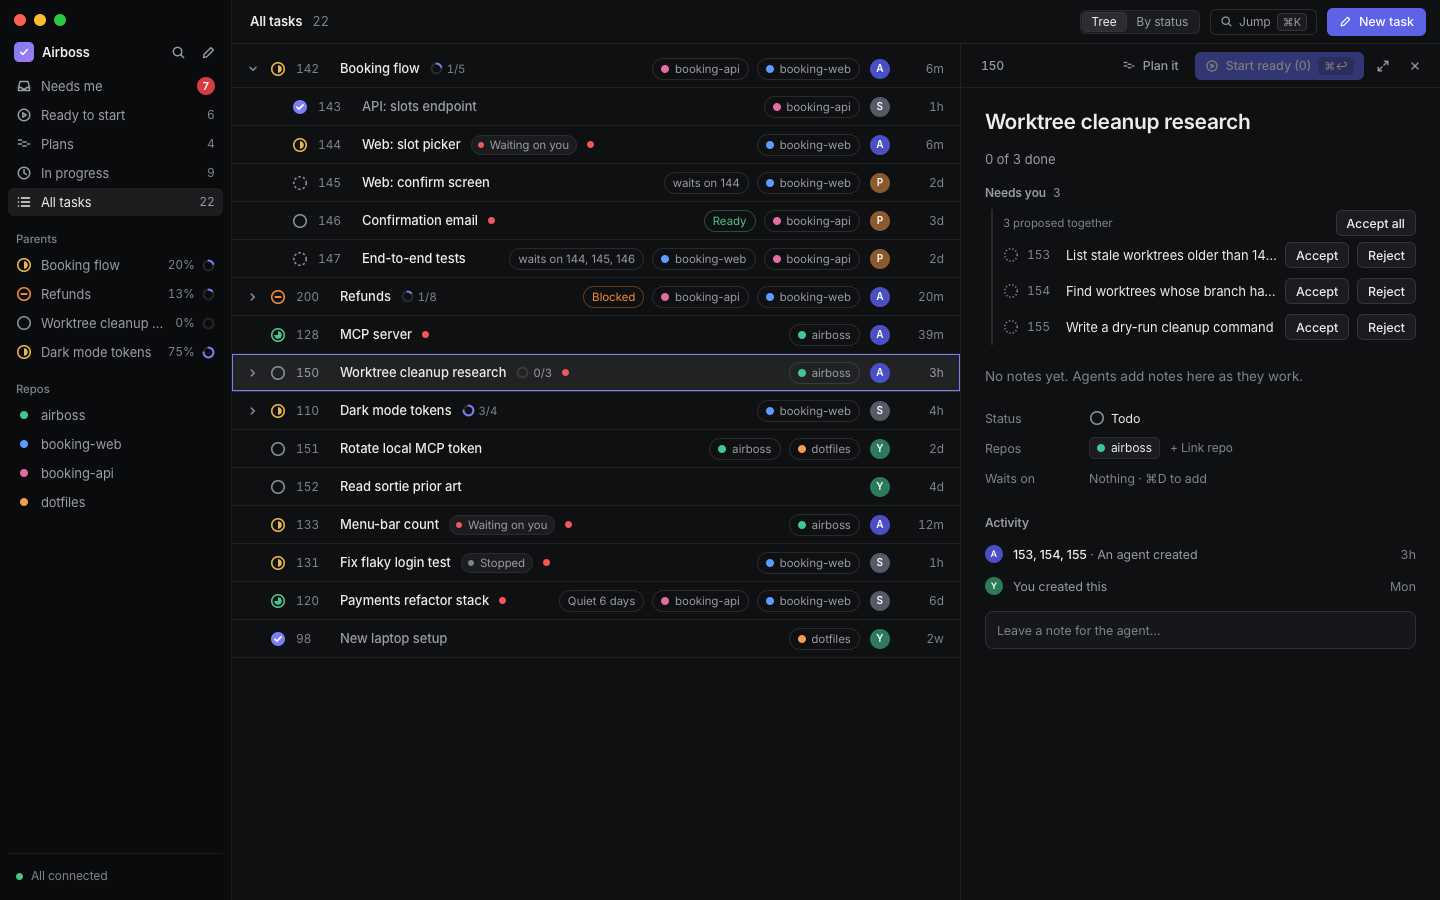 Airboss
Needs me 7
Ready to start 6
Plans 4
In progress 9
All tasks 22
Parents
Booking flow 20%
Refunds 13%
Worktree cleanup ... 0%
Dark mode tokens 75%
Repos
airboss
booking-web
booking-api
dotfiles
All connected
All tasks 22
Tree By status Jump ⌘K New task
142 Booking flow 1/5 booking-api booking-web A 6m
143 API: slots endpoint booking-api S 1h
144 Web: slot picker Waiting on you booking-web A 6m
145 Web: confirm screen waits on 144 booking-web P 2d
146 Confirmation email Ready booking-api P 3d
147 End-to-end tests waits on 144, 145, 146 booking-web booking-api P 2d
200 Refunds 1/8 Blocked booking-api booking-web A 20m
128 MCP server airboss A 39m
150 Worktree cleanup research 0/3 airboss A 3h
110 Dark mode tokens 3/4 booking-web S 4h
151 Rotate local MCP token airboss dotfiles Y 2d
152 Read sortie prior art Y 4d
133 Menu-bar count Waiting on you airboss A 12m
131 Fix flaky login test Stopped booking-web S 1h
120 Payments refactor stack Quiet 6 days booking-api booking-web S 6d
98 New laptop setup dotfiles Y 2w
150 Plan it Start ready (0) ⌘↩
Worktree cleanup research
0 of 3 done
Needs you 3
3 proposed together Accept all
153 List stale worktrees older than 14... Accept Reject
154 Find worktrees whose branch ha... Accept Reject
155 Write a dry-run cleanup command Accept Reject
No notes yet. Agents add notes here as they work.
Status Todo
Repos airboss + Link repo
Waits on Nothing · ⌘D to add
Activity
A 153, 154, 155 · An agent created 3h
Y You created this Mon
Leave a note for the agent...